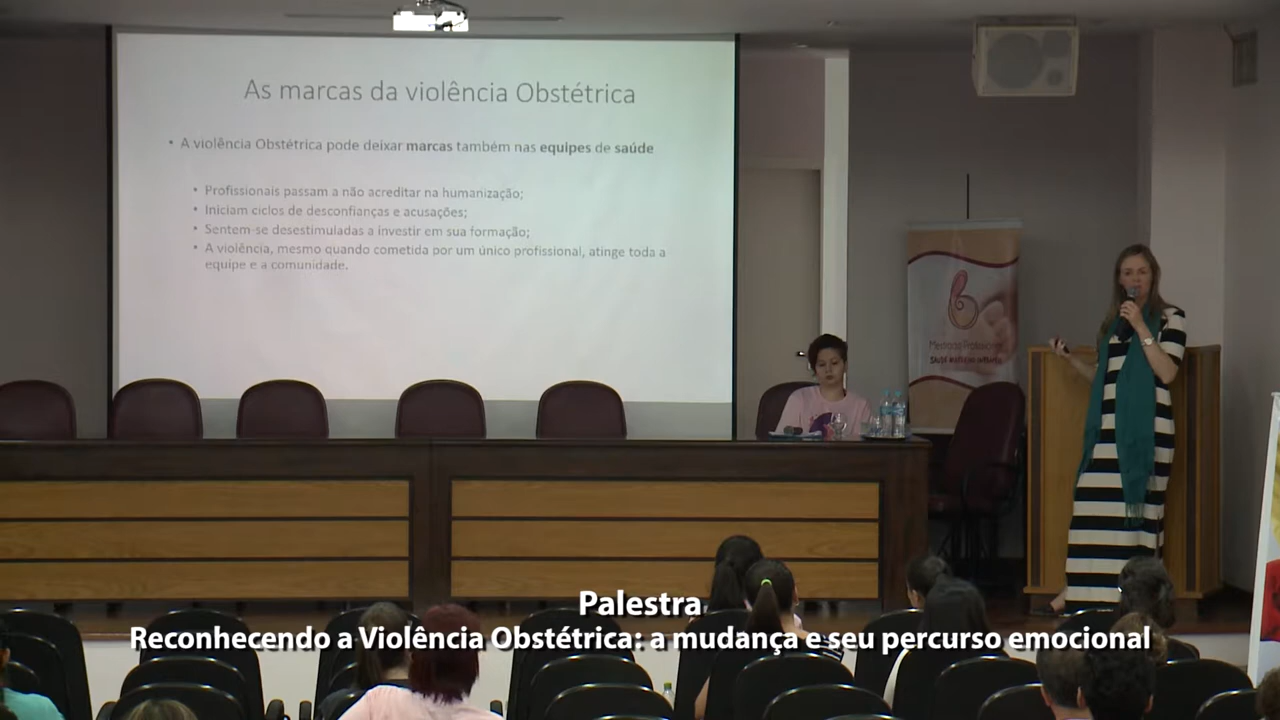 As marcas da violência Obstétrica
• A violência Obstétrica pode deixar marcas também nas equipes de saúde
• Profissionais passam a não acreditar na humanização;
• Iniciam ciclos de desconfianças e acusações;
• Sentem-se desestimuladas a investir em sua formação;
• A violência, mesmo quando cometida por um único profissional, atinge toda a
equipe e a comunidade.
Palestra
Reconhecendo a Violência Obstétrica: a mudança e seu percurso emocional